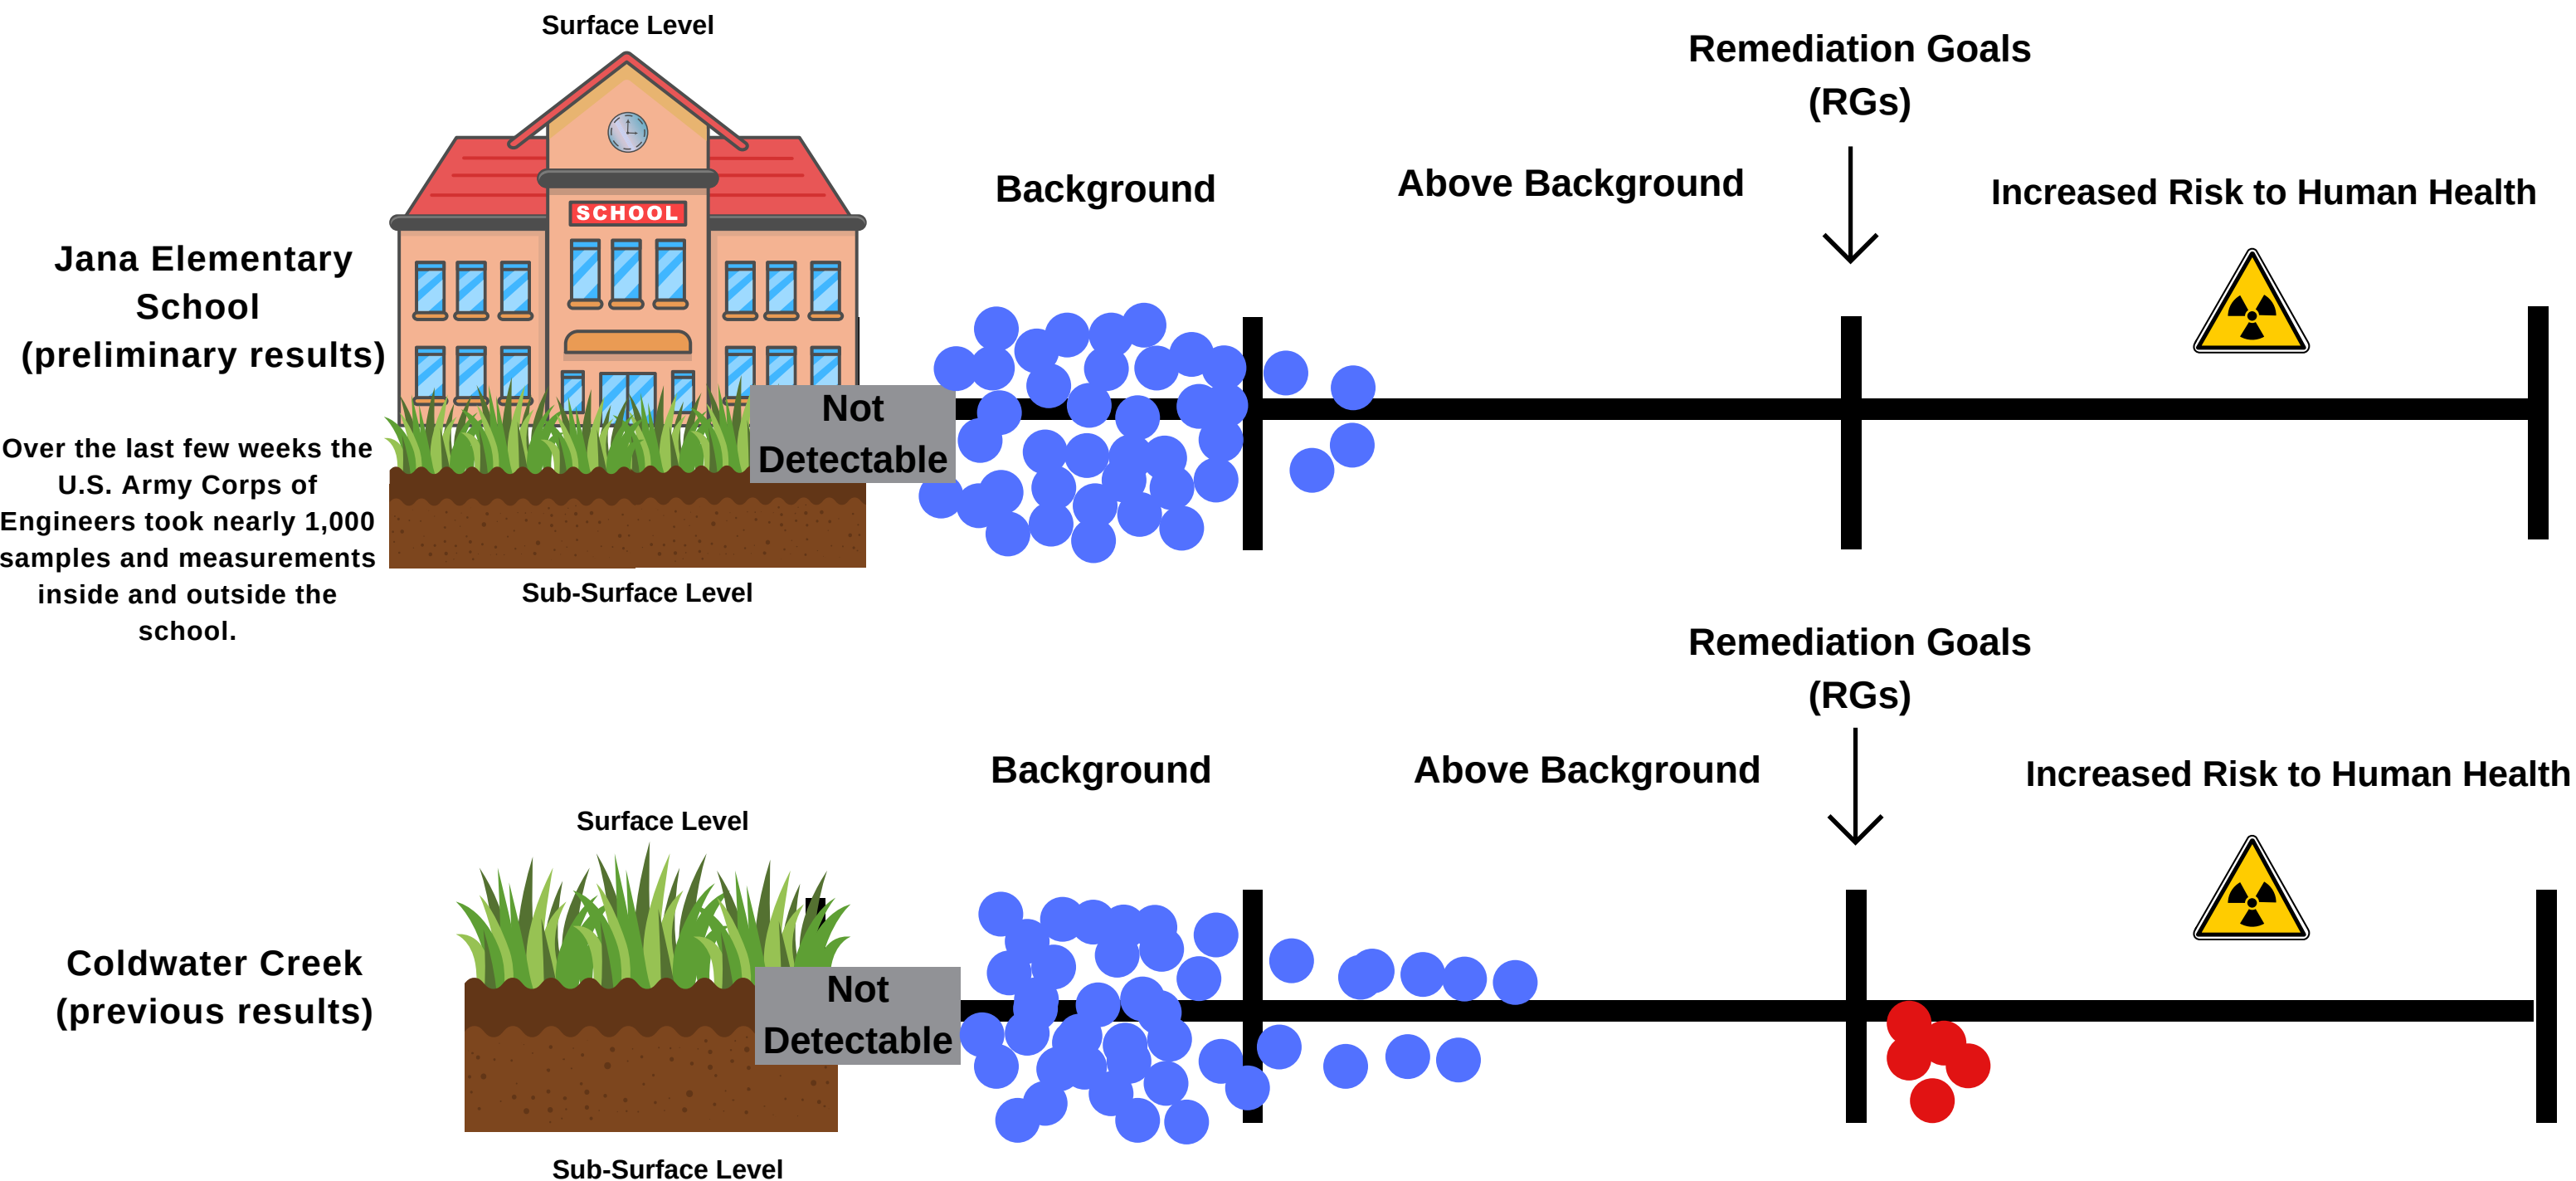 Surface Level
Remediation Goals
(RGs)
Background
Above Background
Increased Risk to Human Health
SCHOOL
Jana Elementary
School
(preliminary results)
Not
Detectable
Over the last few weeks the
U.S. Army Corps of
Engineers took nearly 1,000
samples and measurements
inside and outside the
school.
Sub-Surface Level
Remediation Goals
(RGs)
Background
Above Background
Increased Risk to Human Health
Surface Level
Coldwater Creek
(previous results)
Not
Detectable
Sub-Surface Level